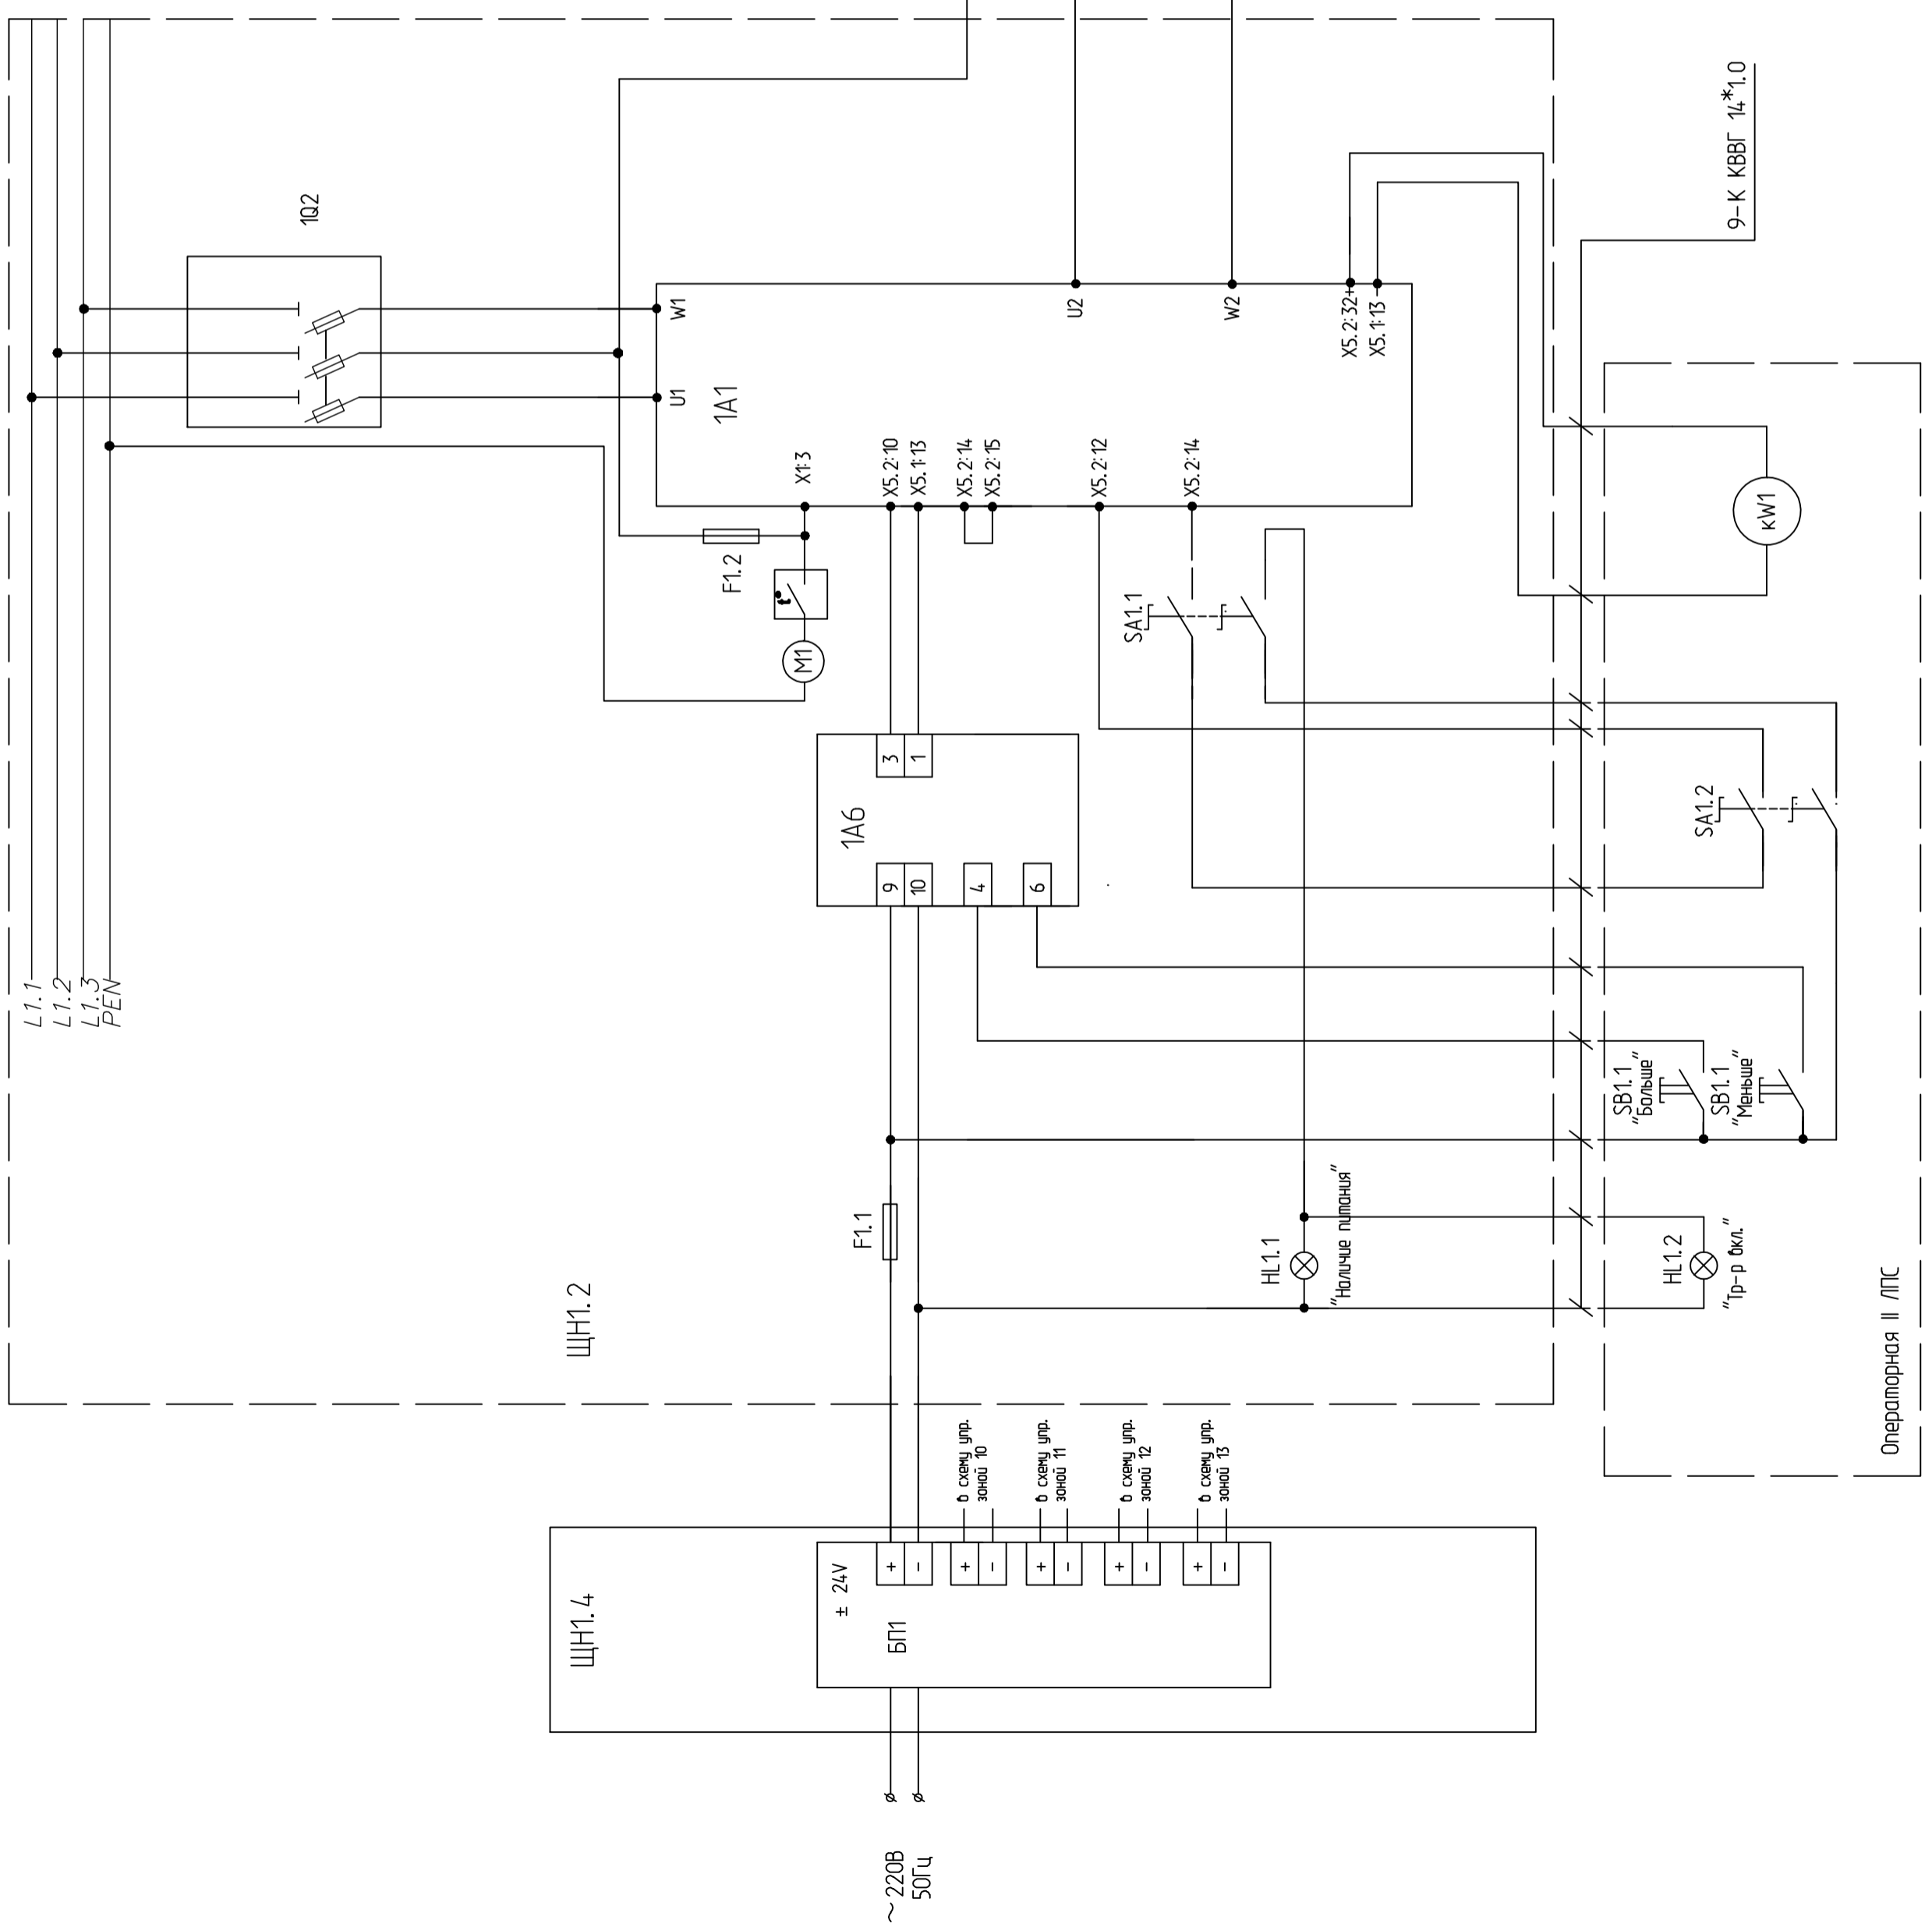 L1.1
L1.2
L1.3
PEN
1Q2
ЩН1.2
W1
U1
1A1
U2
W2
X5.2:32+
X5.1:13 −
X1:3
X5.2:10
X5.1:13
X5.2:14
X5.2:15
X5.2:12
X5.2:14
F1.2
t°
M1
SA1.1
1A6
3
1
9
10
4
6
F1.1
HL1.1
"Наличие питания"
9-К КВВГ 14*1.0
кW1
SA1.2
SB1.1
"Больше"
SB1.1
"Меньше"
HL1.2
"Тр-р вкл."
Операторная II ЛПС
ЩН1.4
± 24V
БП1
+
-
+
-
+
-
+
-
+
-
в схему упр.
зоной 10
в схему упр.
зоной 11
в схему упр.
зоной 12
в схему упр.
зоной 13
~ 220В
50Гц